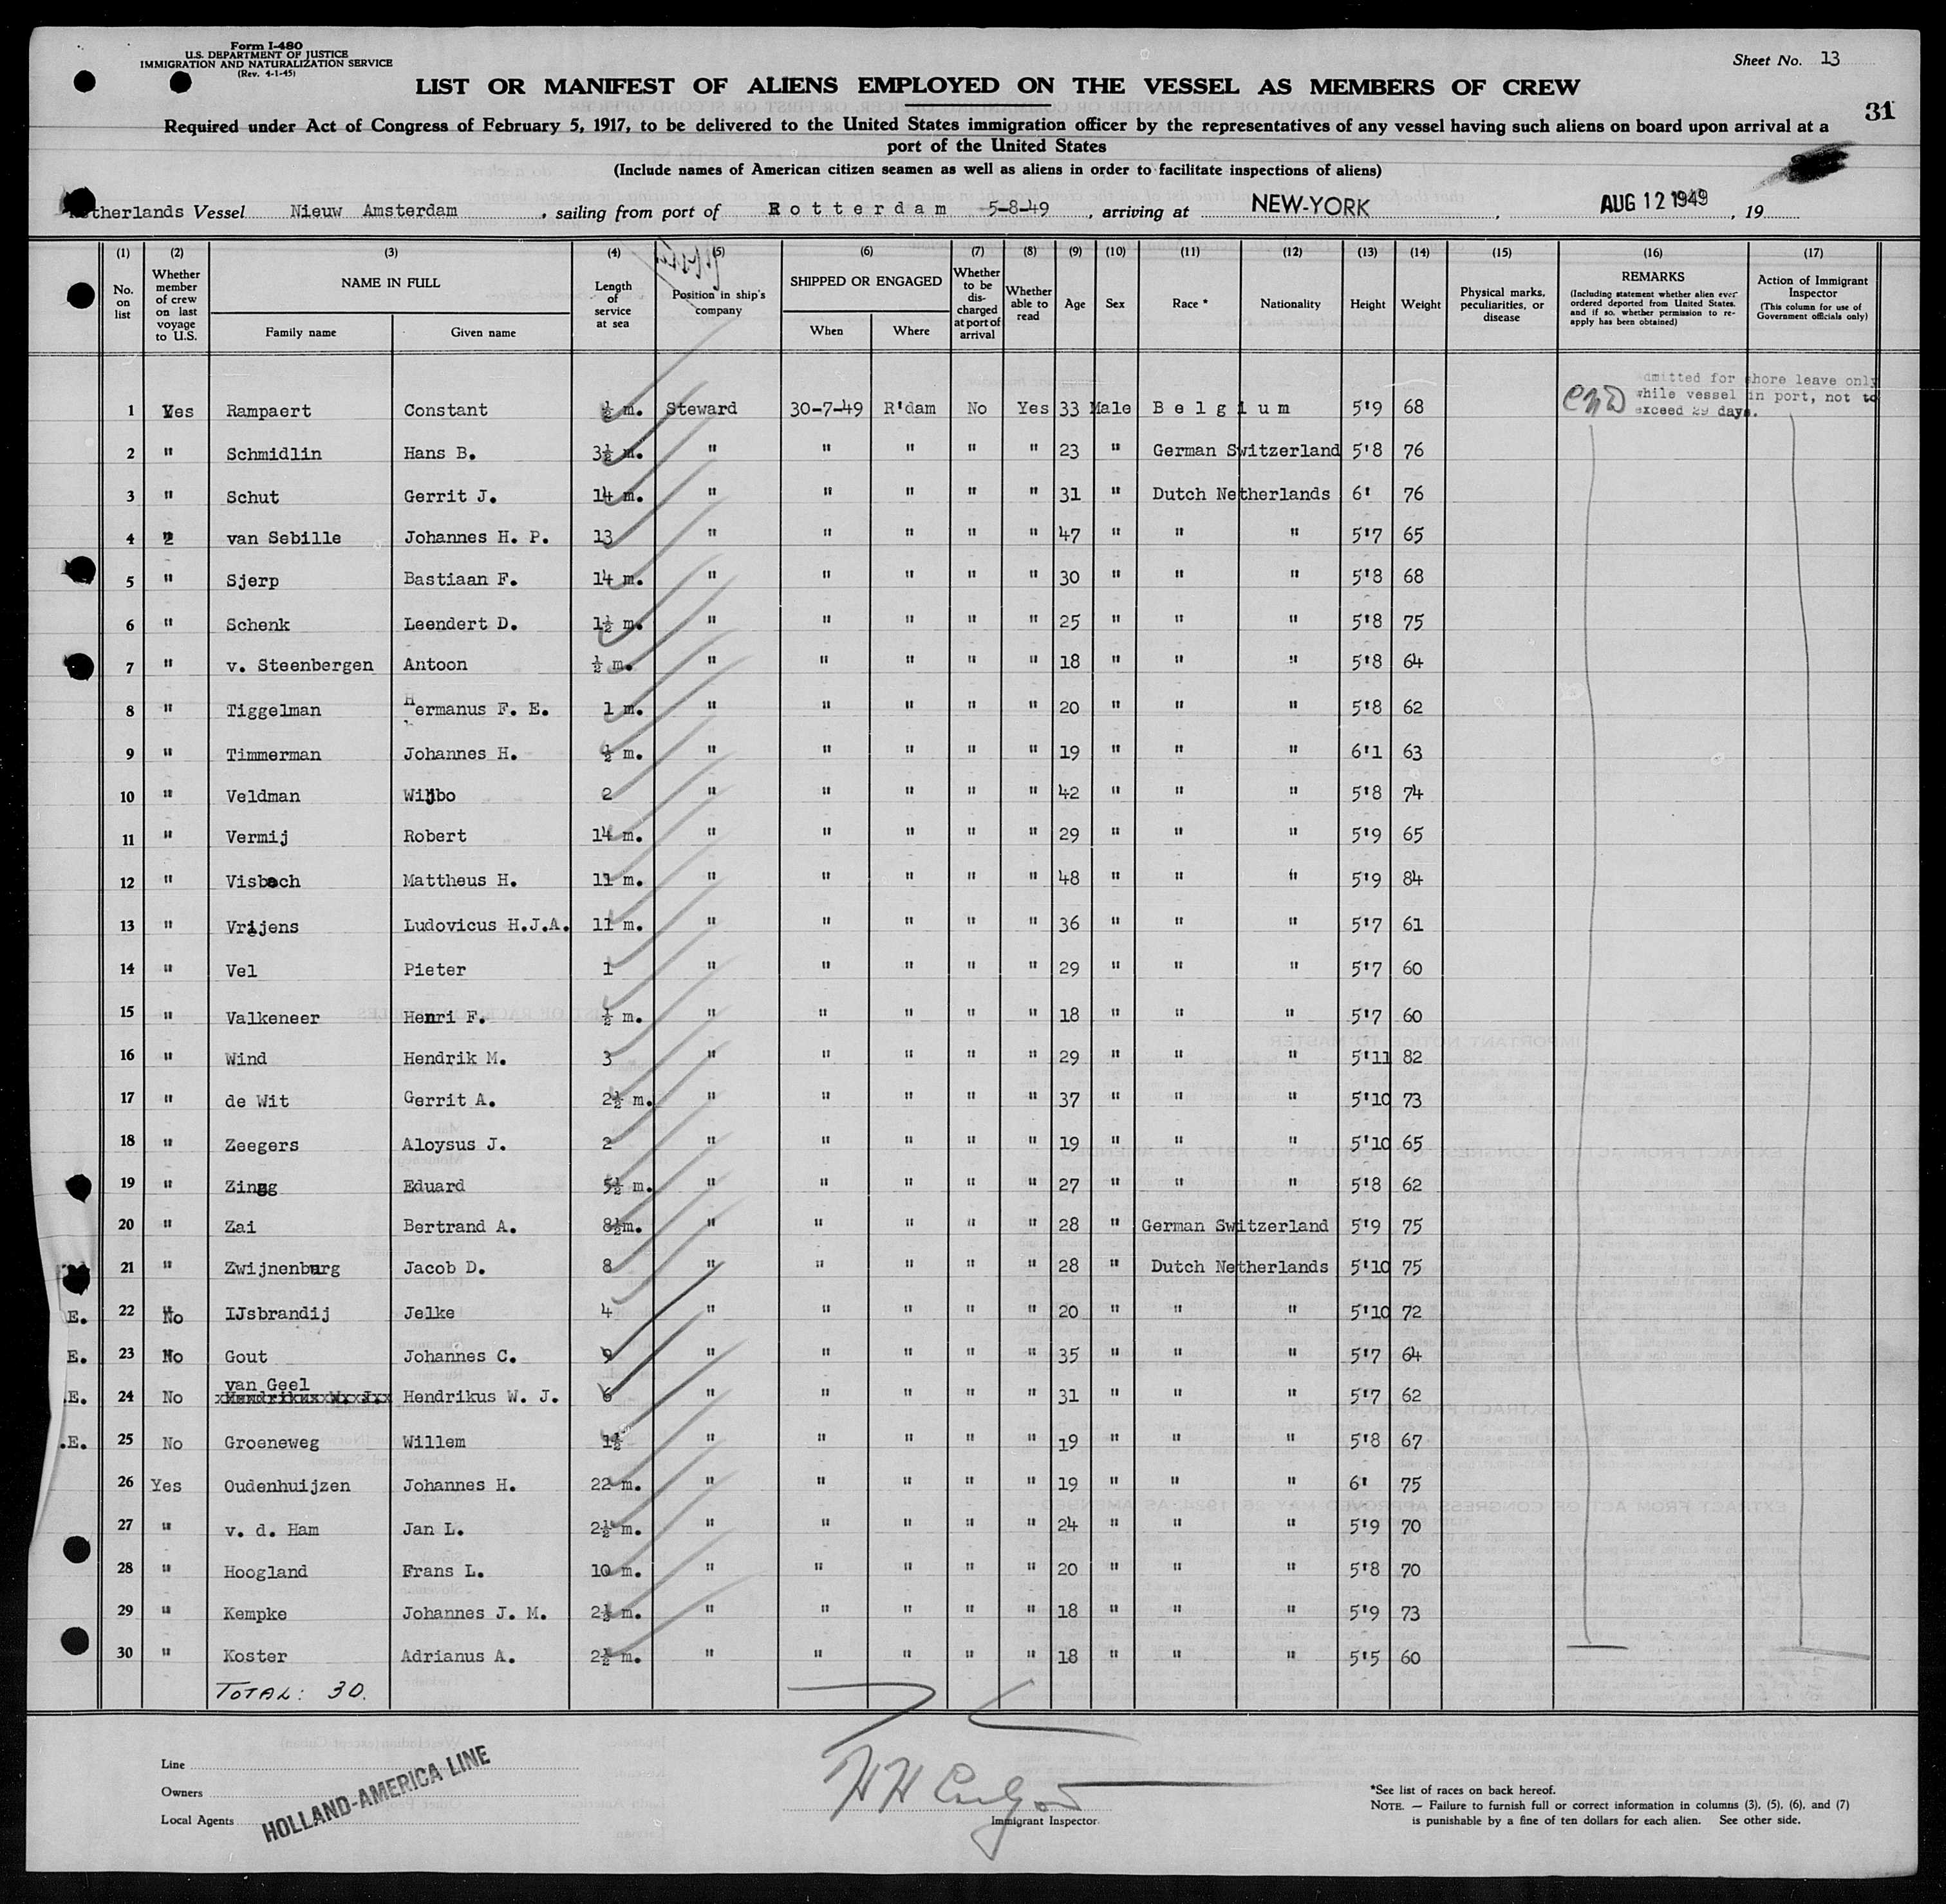 Form I-480
U.S. DEPARTMENT OF JUSTICE
IMMIGRATION AND NATURALIZATION SERVICE
(Rev. 4-1-45)
Sheet No. 13
LIST OR MANIFEST OF ALIENS EMPLOYED ON THE VESSEL AS MEMBERS OF CREW
31
Required under Act of Congress of February 5, 1917, to be delivered to the United States immigration officer by the representatives of any vessel having such aliens on board upon arrival at a
port of the United States
(Include names of American citizen seamen as well as aliens in order to facilitate inspections of aliens)
therlands Vessel Nieuw Amsterdam , sailing from port of Rotterdam 5-8-49 , arriving at NEW-YORK , AUG 12 1949 , 19
(1) (2) (3) (4) (5) (6) (7) (8) (9) (10) (11) (12) (13) (14) (15) (16) (17)
No. on list
Whether member of crew on last voyage to U.S.
NAME IN FULL
Family name
Given name
Length of service at sea
Position in ship's company
SHIPPED OR ENGAGED
When
Where
Whether to be discharged at port of arrival
Whether able to read
Age
Sex
Race *
Nationality
Height
Weight
Physical marks, peculiarities, or disease
REMARKS
(Including statement whether alien ever ordered deported from United States, and if so, whether permission to re-apply has been obtained)
Action of Immigrant Inspector
(This column for use of Government officials only)
dmitted for shore leave only
while vessel in port, not to
exceed 29 days.
1 Yes Rampaert Constant ½ m. Steward 30-7-49 R'dam No Yes 33 Male Belgium 5'9 68
2 " Schmidlin Hans B. 3½ m. " " " " " 23 " German Switzerland 5'8 76
3 " Schut Gerrit J. 14 m. " " " " " 31 " Dutch Netherlands 6' 76
4 " van Sebille Johannes H. P. 13 " " " " " 47 " " " 5'7 65
5 " Sjerp Bastiaan F. 14 m. " " " " " 30 " " " 5'8 68
6 " Schenk Leendert D. 1½ m. " " " " " 25 " " " 5'8 75
7 " v. Steenbergen Antoon ½ m. " " " " " 18 " " " 5'8 64
8 " Tiggelman Hermanus F. E. 1 m. " " " " " 20 " " " 5'8 62
9 " Timmerman Johannes H. ½ m. " " " " " 19 " " " 6'1 63
10 " Veldman Wijbo 2 " " " " " 42 " " " 5'8 74
11 " Vermij Robert 14 m. " " " " " 29 " " " 5'9 65
12 " Visbach Mattheus H. 11 m. " " " " " 48 " " " 5'9 84
13 " Vrijens Ludovicus H.J.A. 11 m. " " " " " 36 " " " 5'7 61
14 " Vel Pieter 1 " " " " " 29 " " " 5'7 60
15 " Valkeneer Henri F. ½ m. " " " " " 18 " " " 5'7 60
16 " Wind Hendrik M. 3 " " " " " 29 " " " 5'11 82
17 " de Wit Gerrit A. 2½ m. " " " " " 37 " " " 5'10 73
18 " Zeegers Aloysus J. 2 " " " " " 19 " " " 5'10 65
19 " Zingg Eduard 5½ m. " " " " " 27 " " " 5'8 62
20 " Zai Bertrand A. 8½m. " " " " " 28 " German Switzerland 5'9 75
21 " Zwijnenburg Jacob D. 8 " " " " " 28 " Dutch Netherlands 5'10 75
E. 22 No IJsbrandij Jelke 4 " " " " " 20 " " " 5'10 72
E. 23 No Gout Johannes C. 9 " " " " " 35 " " " 5'7 64
E. 24 No van Geel Hendrikus W. J. 6 " " " " " 31 " " " 5'7 62
.E. 25 No Groeneweg Willem 1½ " " " " " 19 " " " 5'8 67
26 Yes Oudenhuijzen Johannes H. 22 m. " " " " " 19 " " " 6' 75
27 " v. d. Ham Jan L. 2½ m. " " " " " 24 " " " 5'9 70
28 " Hoogland Frans L. 10 m. " " " " " 20 " " " 5'8 70
29 " Kempke Johannes J. M. 2½ m. " " " " " 18 " " " 5'9 73
30 " Koster Adrianus A. 2½ m. " " " " " 18 " " " 5'5 60
TOTAL: 30.
Line
Owners
Local Agents
HOLLAND-AMERICA LINE
Immigrant Inspector
*See list of races on back hereof.
NOTE. — Failure to furnish full or correct information in columns (3), (5), (6), and (7)
is punishable by a fine of ten dollars for each alien. See other side.